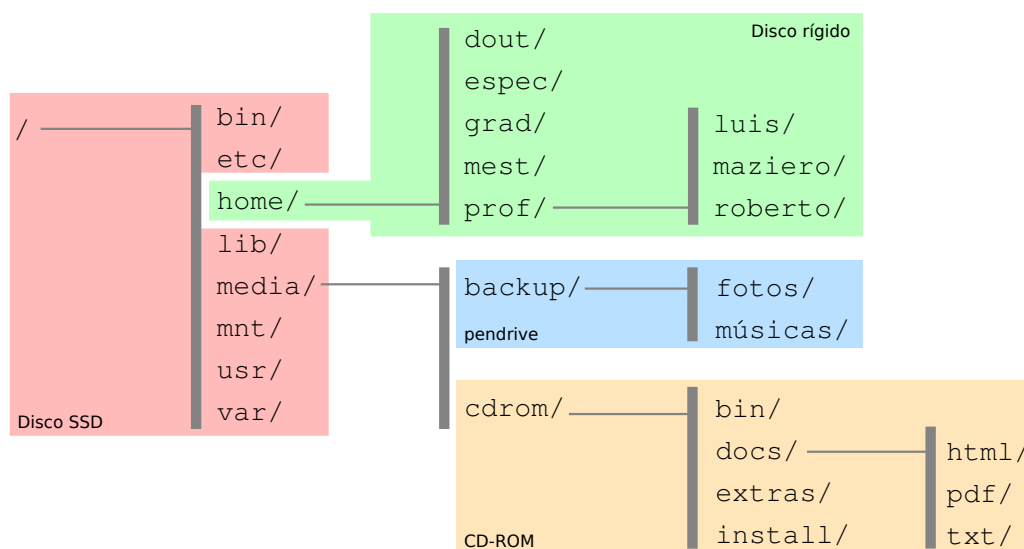 /
bin/
etc/
home/
lib/
media/
mnt/
usr/
var/
Disco SSD
dout/
espec/
grad/
mest/
prof/
Disco rígido
luis/
maziero/
roberto/
backup/
pendrive
fotos/
músicas/
cdrom/
CD-ROM
bin/
docs/
extras/
install/
html/
pdf/
txt/